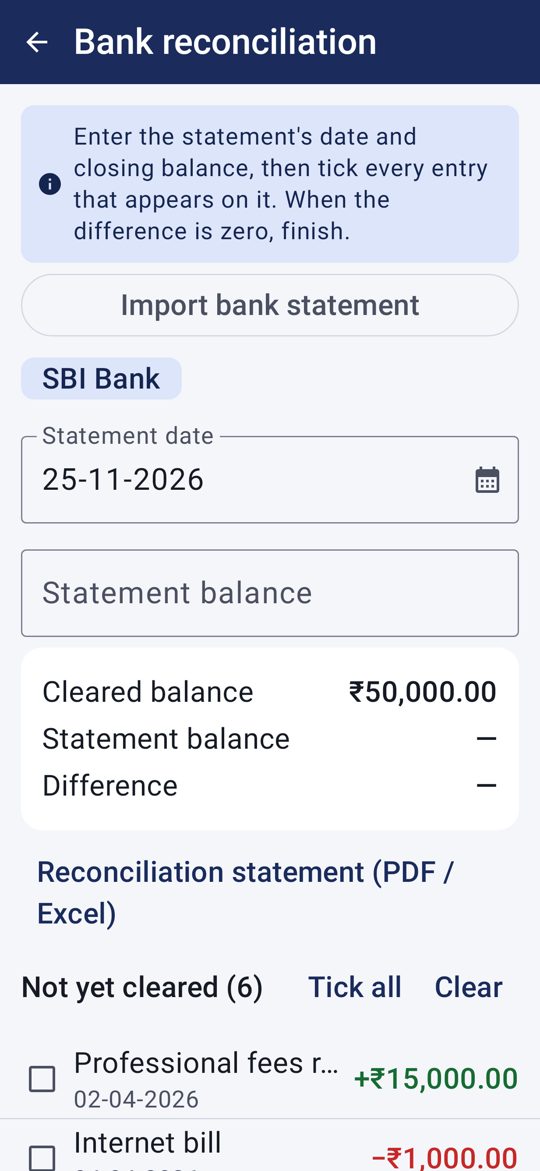 Bank reconciliation
Enter the statement's date and
closing balance, then tick every entry
that appears on it. When the
difference is zero, finish.
Import bank statement
SBI Bank
Statement date
25-11-2026
Statement balance
Cleared balance ₹50,000.00
Statement balance –
Difference –
Reconciliation statement (PDF /
Excel)
Not yet cleared (6) Tick all Clear
Professional fees r... +₹15,000.00
02-04-2026
Internet bill −₹1,000.00